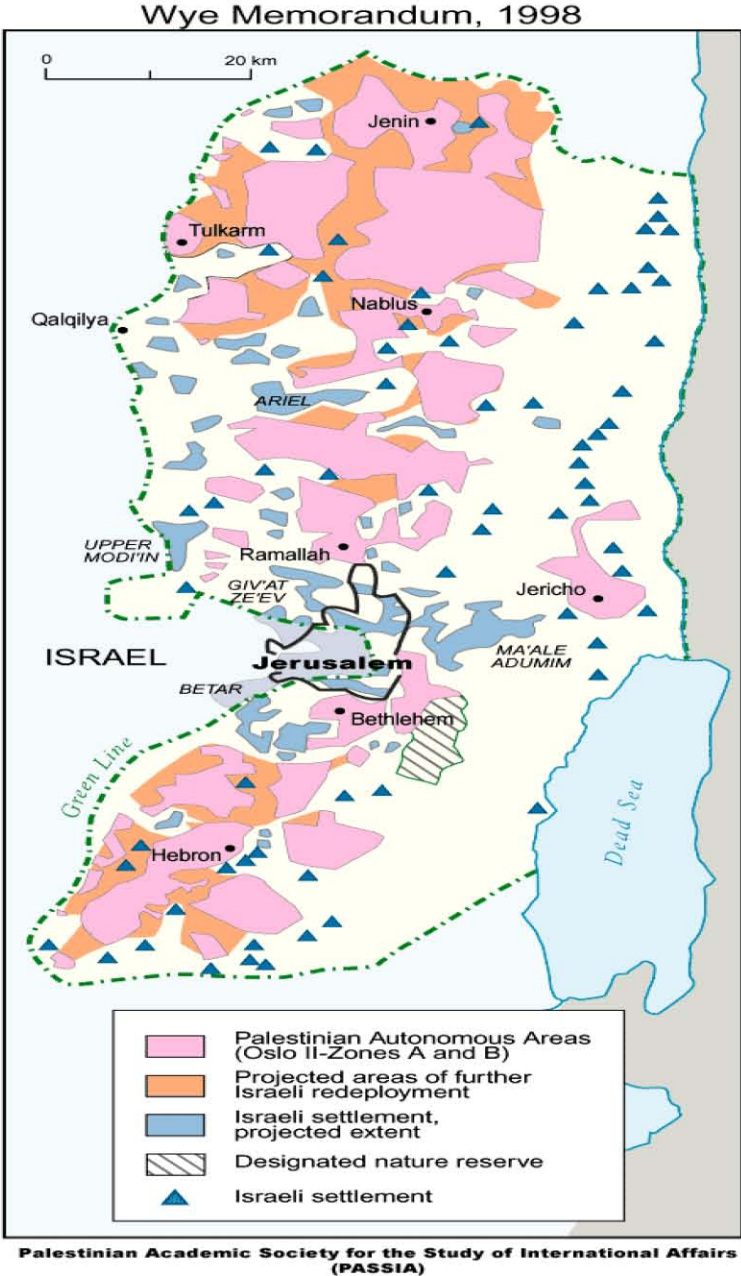 Wye Memorandum, 1998
0 20 km
Jenin
Tulkarm
Nablus
Qalqilya
ARIEL
UPPER
MODI'IN
Ramallah
GIV'AT
ZE'EV
Jericho
ISRAEL
Jerusalem
MA'ALE
ADUMIM
BETAR
Bethlehem
Green Line
Dead Sea
Hebron
Palestinian Autonomous Areas
(Oslo II-Zones A and B)
Projected areas of further
Israeli redeployment
Israeli settlement,
projected extent
Designated nature reserve
Israeli settlement
Palestinian Academic Society for the Study of International Affairs
(PASSIA)